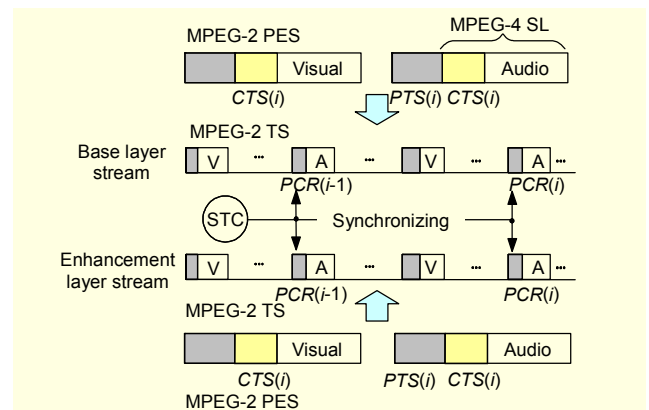 MPEG-2 PES
MPEG-4 SL
Visual
Audio
CTS(i)
PTS(i) CTS(i)
MPEG-2 TS
Base layer
stream
V ... A ... V ... A ...
PCR(i-1)
PCR(i)
STC
Synchronizing
Enhancement
layer stream
V ... A ... V ... A ...
PCR(i-1)
PCR(i)
MPEG-2 TS
Visual
Audio
CTS(i)
PTS(i) CTS(i)
MPEG-2 PES